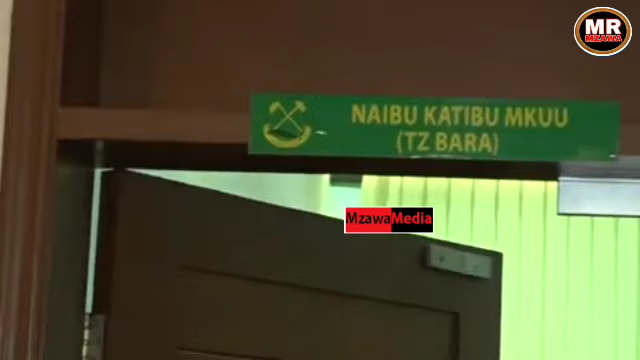 MR
MZAWA
NAIBU KATIBU MKUU
(TZ BARA)
MzawaMedia